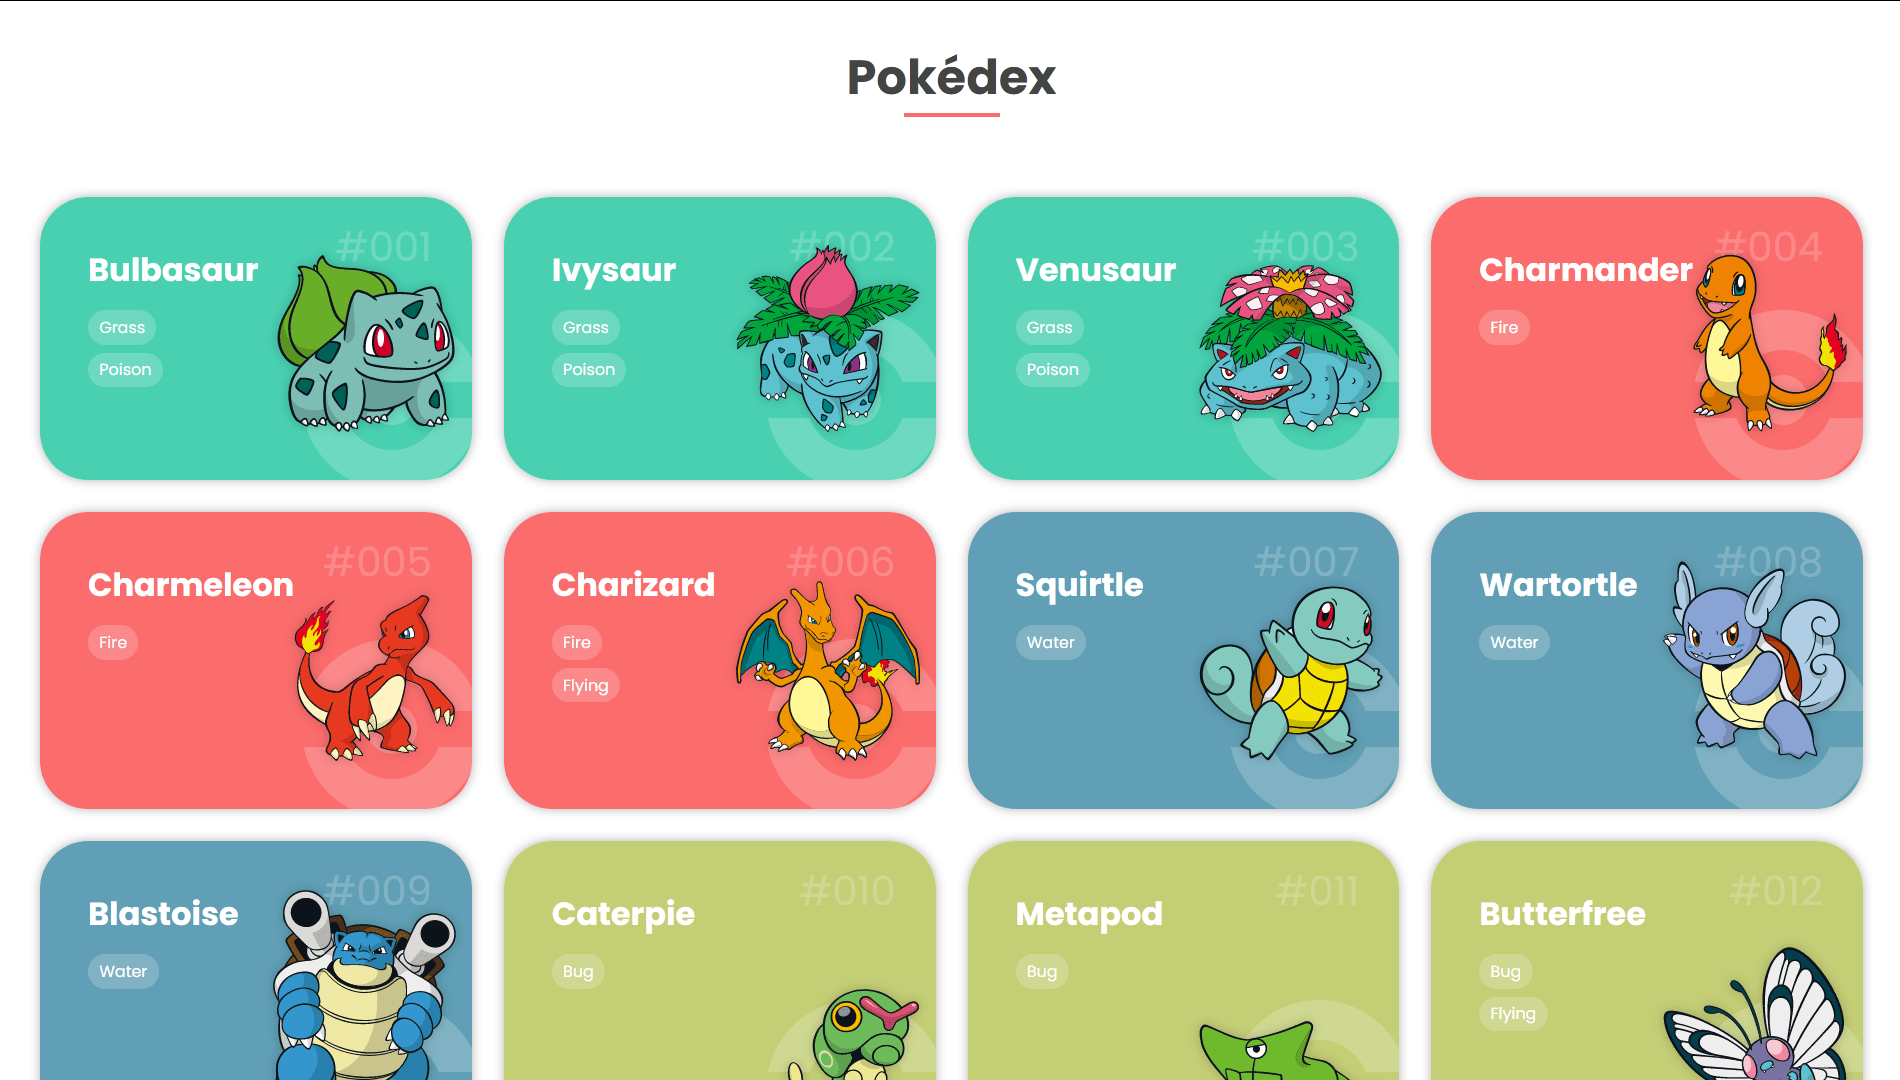 Pokédex
#001
Bulbasaur
Grass
Poison
#002
Ivysaur
Grass
Poison
#003
Venusaur
Grass
Poison
#004
Charmander
Fire
#005
Charmeleon
Fire
#006
Charizard
Fire
Flying
#007
Squirtle
Water
#008
Wartortle
Water
#009
Blastoise
Water
#010
Caterpie
Bug
#011
Metapod
Bug
#012
Butterfree
Bug
Flying